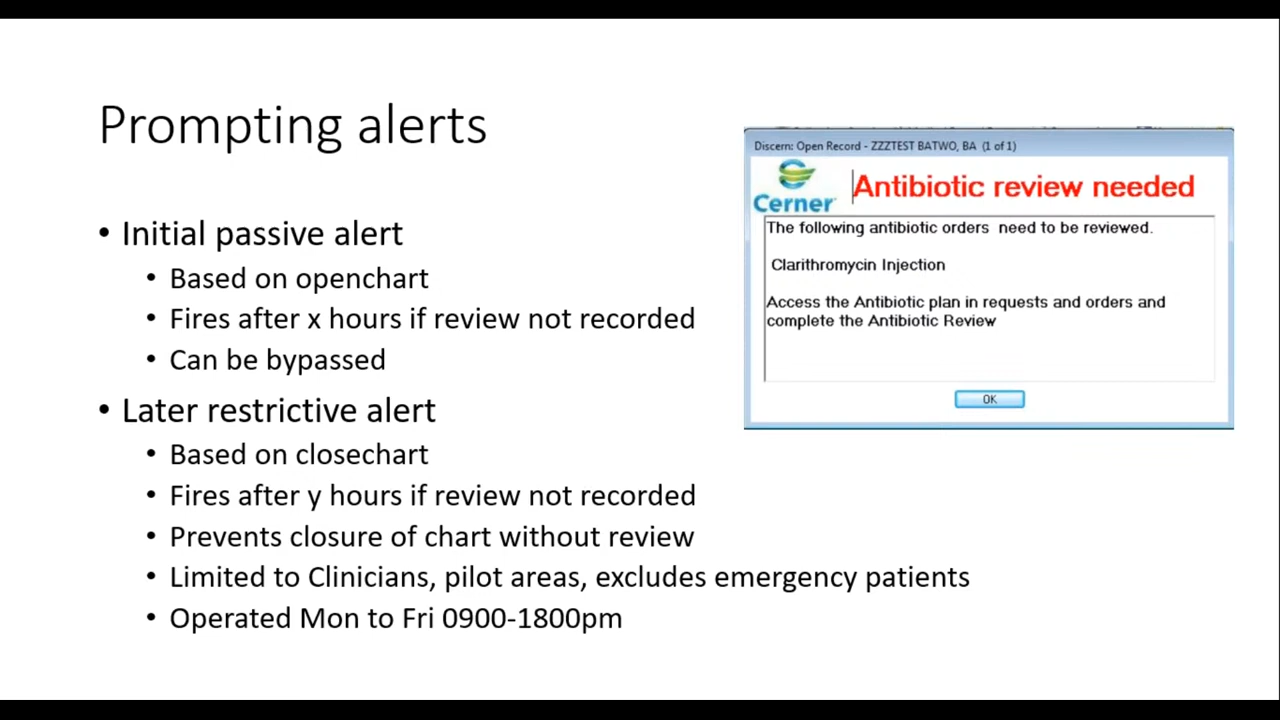 Prompting alerts
• Initial passive alert
• Based on openchart
• Fires after x hours if review not recorded
• Can be bypassed
• Later restrictive alert
• Based on closechart
• Fires after y hours if review not recorded
• Prevents closure of chart without review
• Limited to Clinicians, pilot areas, excludes emergency patients
• Operated Mon to Fri 0900-1800pm
Discern: Open Record - ZZZTEST BATWO, BA (1 of 1)
Cerner
Antibiotic review needed
The following antibiotic orders need to be reviewed.
Clarithromycin Injection
Access the Antibiotic plan in requests and orders and
complete the Antibiotic Review
OK